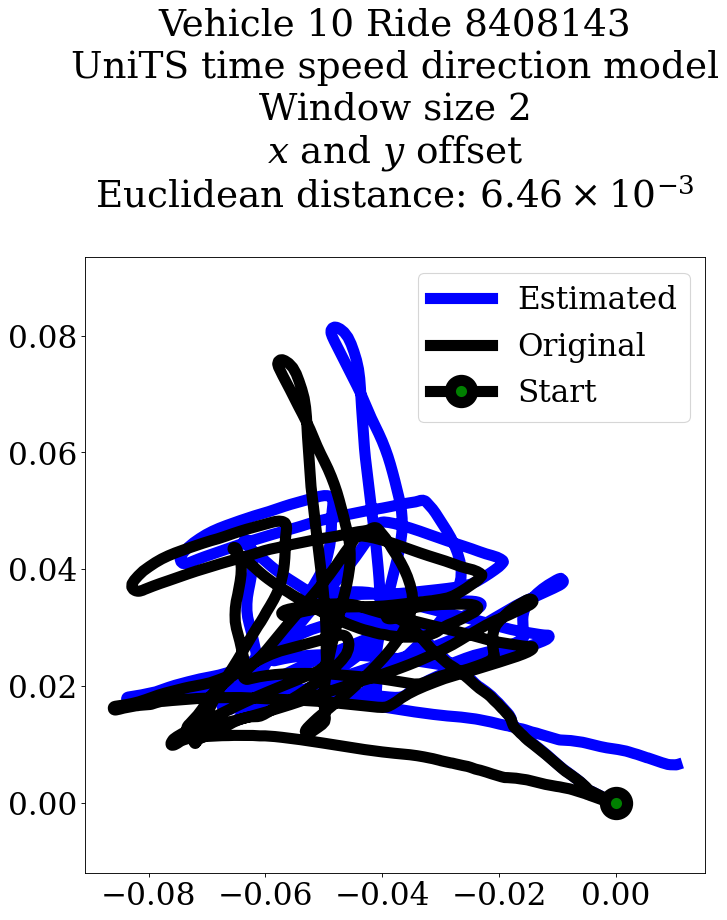 Vehicle 10 Ride 8408143
UniTS time speed direction model
Window size 2
x and y offset
Euclidean distance: 6.46 × 10⁻³
Estimated
Original
Start
0.08
0.06
0.04
0.02
0.00
−0.08 −0.06 −0.04 −0.02 0.00